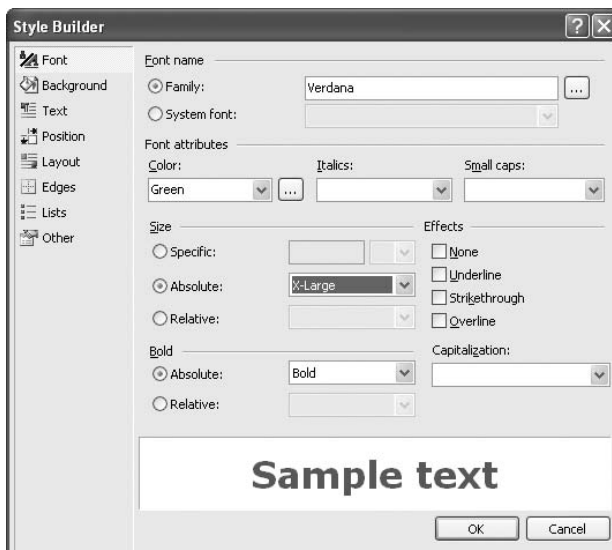 Style Builder
Font
Background
Text
Position
Layout
Edges
Lists
Other
Font name
Family:
Verdana
...
System font:
Font attributes
Color:
Italics:
Small caps:
Green
...
Size
Specific:
Absolute:
X-Large
Relative:
Effects
None
Underline
Strikethrough
Overline
Bold
Absolute:
Bold
Relative:
Capitalization:
Sample text
OK
Cancel